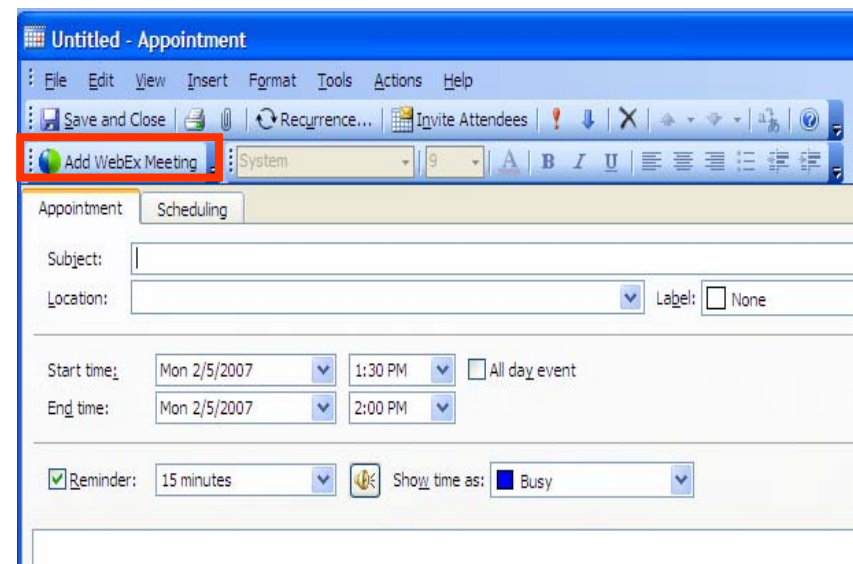 Untitled - Appointment
File Edit View Insert Format Tools Actions Help
Save and Close Recurrence... Invite Attendees
Add WebEx Meeting System 9 A B I U
Appointment Scheduling
Subject:
Location: Label: None
Start time: Mon 2/5/2007 1:30 PM All day event
End time: Mon 2/5/2007 2:00 PM
Reminder: 15 minutes Show time as: Busy